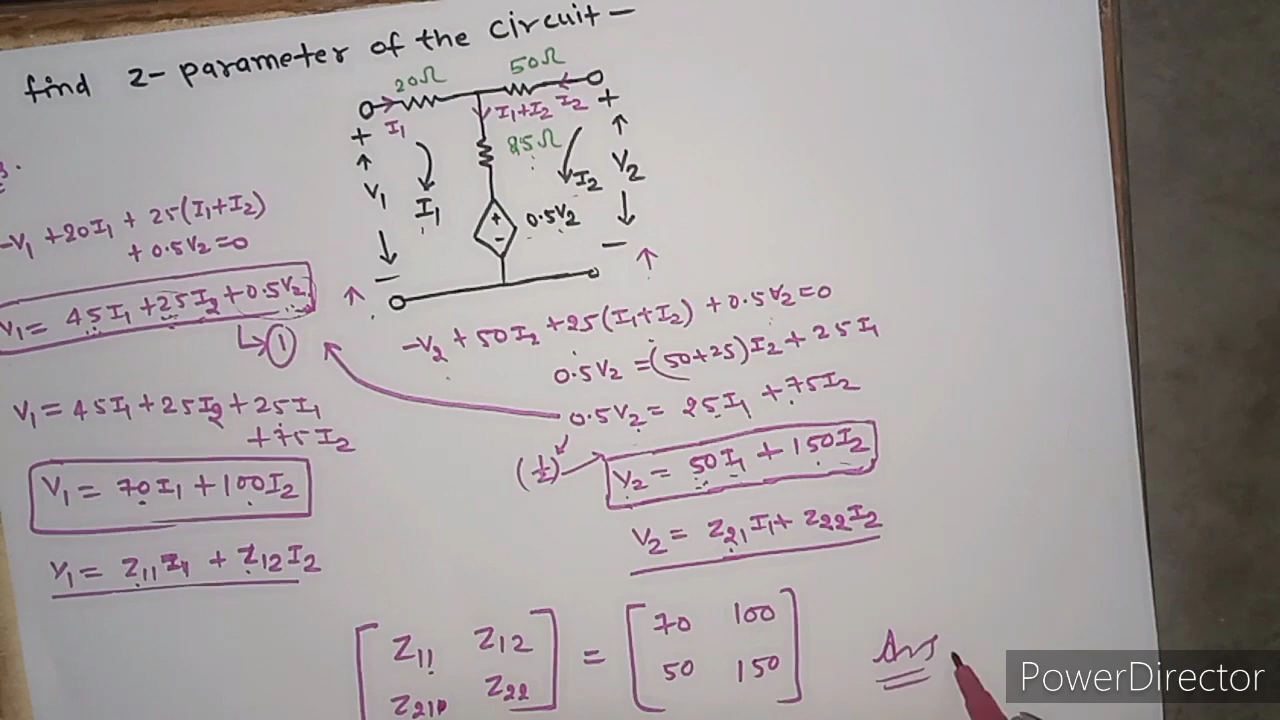 find Z- parameter of the circuit -
20Ω
50Ω
I1
I1+I2
I2
+
+
25Ω
V1
I1
I2
V2
+
-
0.5V2
-
-
-V1 +20I1 + 25(I1+I2)
+ 0.5V2=0
V1= 45I1 +25I2+0.5V2
①
-V2 + 50I2 +25(I1+I2) +0.5V2=0
0.5V2 =(50+25)I2 + 25I1
0.5V2= 25I1 +75I2
V1= 45I1+25I2+25I1
+75I2
(½)
V2= 50I1 + 150I2
V1= 70I1+100I2
V2= Z21I1+ Z22I2
V1= Z11I1 + Z12I2
[Z11 Z12] = [70 100]
[Z21 Z22] [50 150]
Ans
PowerDirector